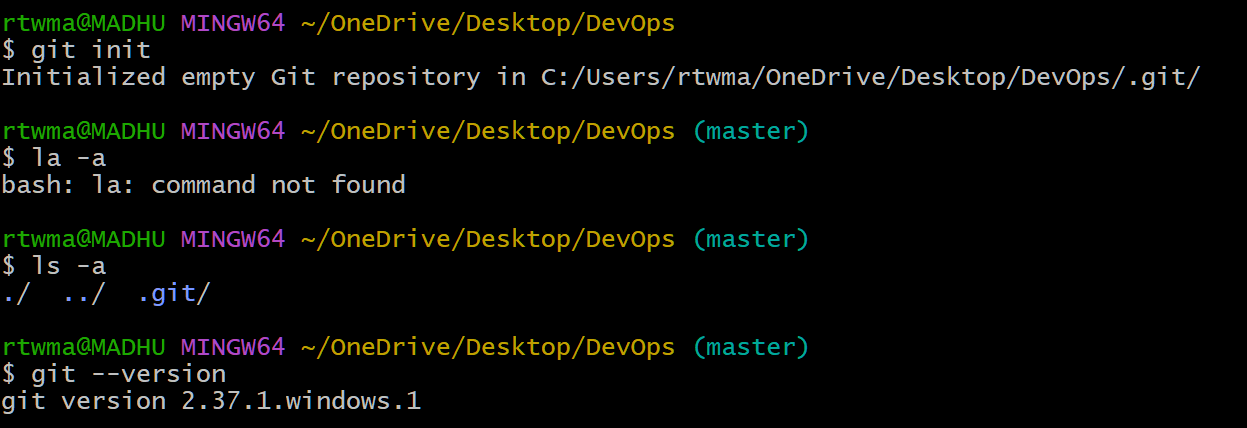 rtwma@MADHU MINGW64 ~/OneDrive/Desktop/DevOps
$ git init
Initialized empty Git repository in C:/Users/rtwma/OneDrive/Desktop/DevOps/.git/
rtwma@MADHU MINGW64 ~/OneDrive/Desktop/DevOps (master)
$ la -a
bash: la: command not found
rtwma@MADHU MINGW64 ~/OneDrive/Desktop/DevOps (master)
$ ls -a
./  ../  .git/
rtwma@MADHU MINGW64 ~/OneDrive/Desktop/DevOps (master)
$ git --version
git version 2.37.1.windows.1